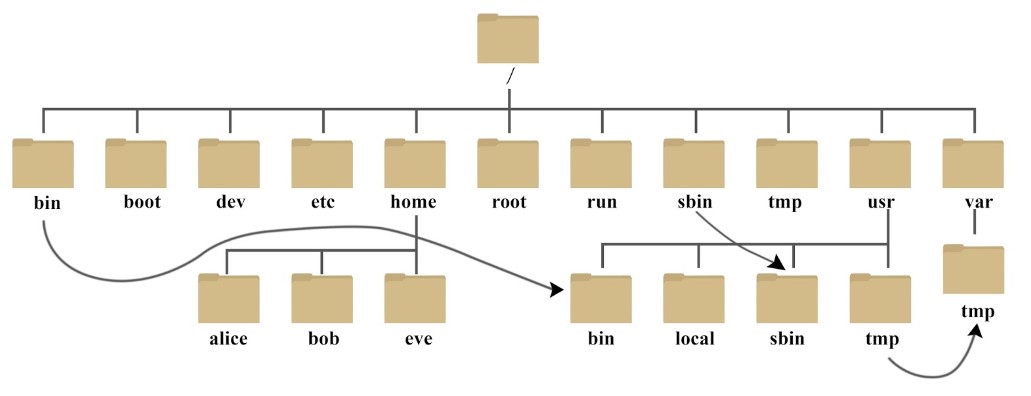 /
bin boot dev etc home root run sbin tmp usr var
alice bob eve bin local sbin tmp tmp